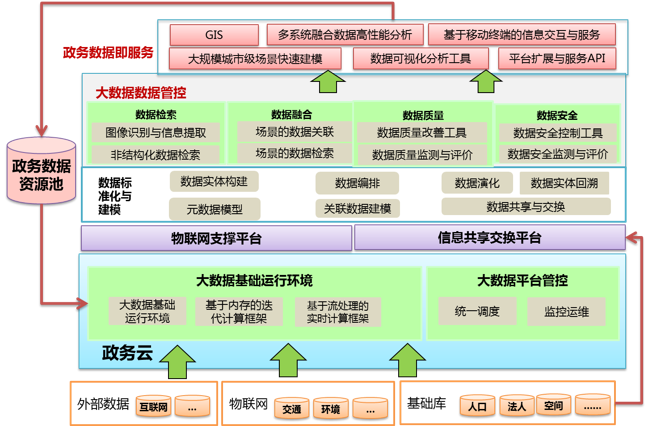 政务数据即服务
GIS
多系统融合数据高性能分析
基于移动终端的信息交互与服务
大规模城市级场景快速建模
数据可视化分析工具
平台扩展与服务API
大数据数据管控
数据检索
图像识别与信息提取
非结构化数据检索
数据融合
场景的数据关联
场景的数据检索
数据质量
数据质量改善工具
数据质量监测与评价
数据安全
数据安全控制工具
数据安全监测与评价
政务数据
资源池
数据标
准化与
建模
数据实体构建
数据编排
数据演化
数据实体回溯
元数据模型
关联数据建模
数据共享与交换
物联网支撑平台
信息共享交换平台
大数据基础运行环境
大数据基础
运行环境
基于内存的迭
代计算框架
基于流处理的
实时计算框架
大数据平台管控
统一调度
监控运维
政务云
外部数据
互联网
...
物联网
交通
环境
...
基础库
人口
法人
空间
......